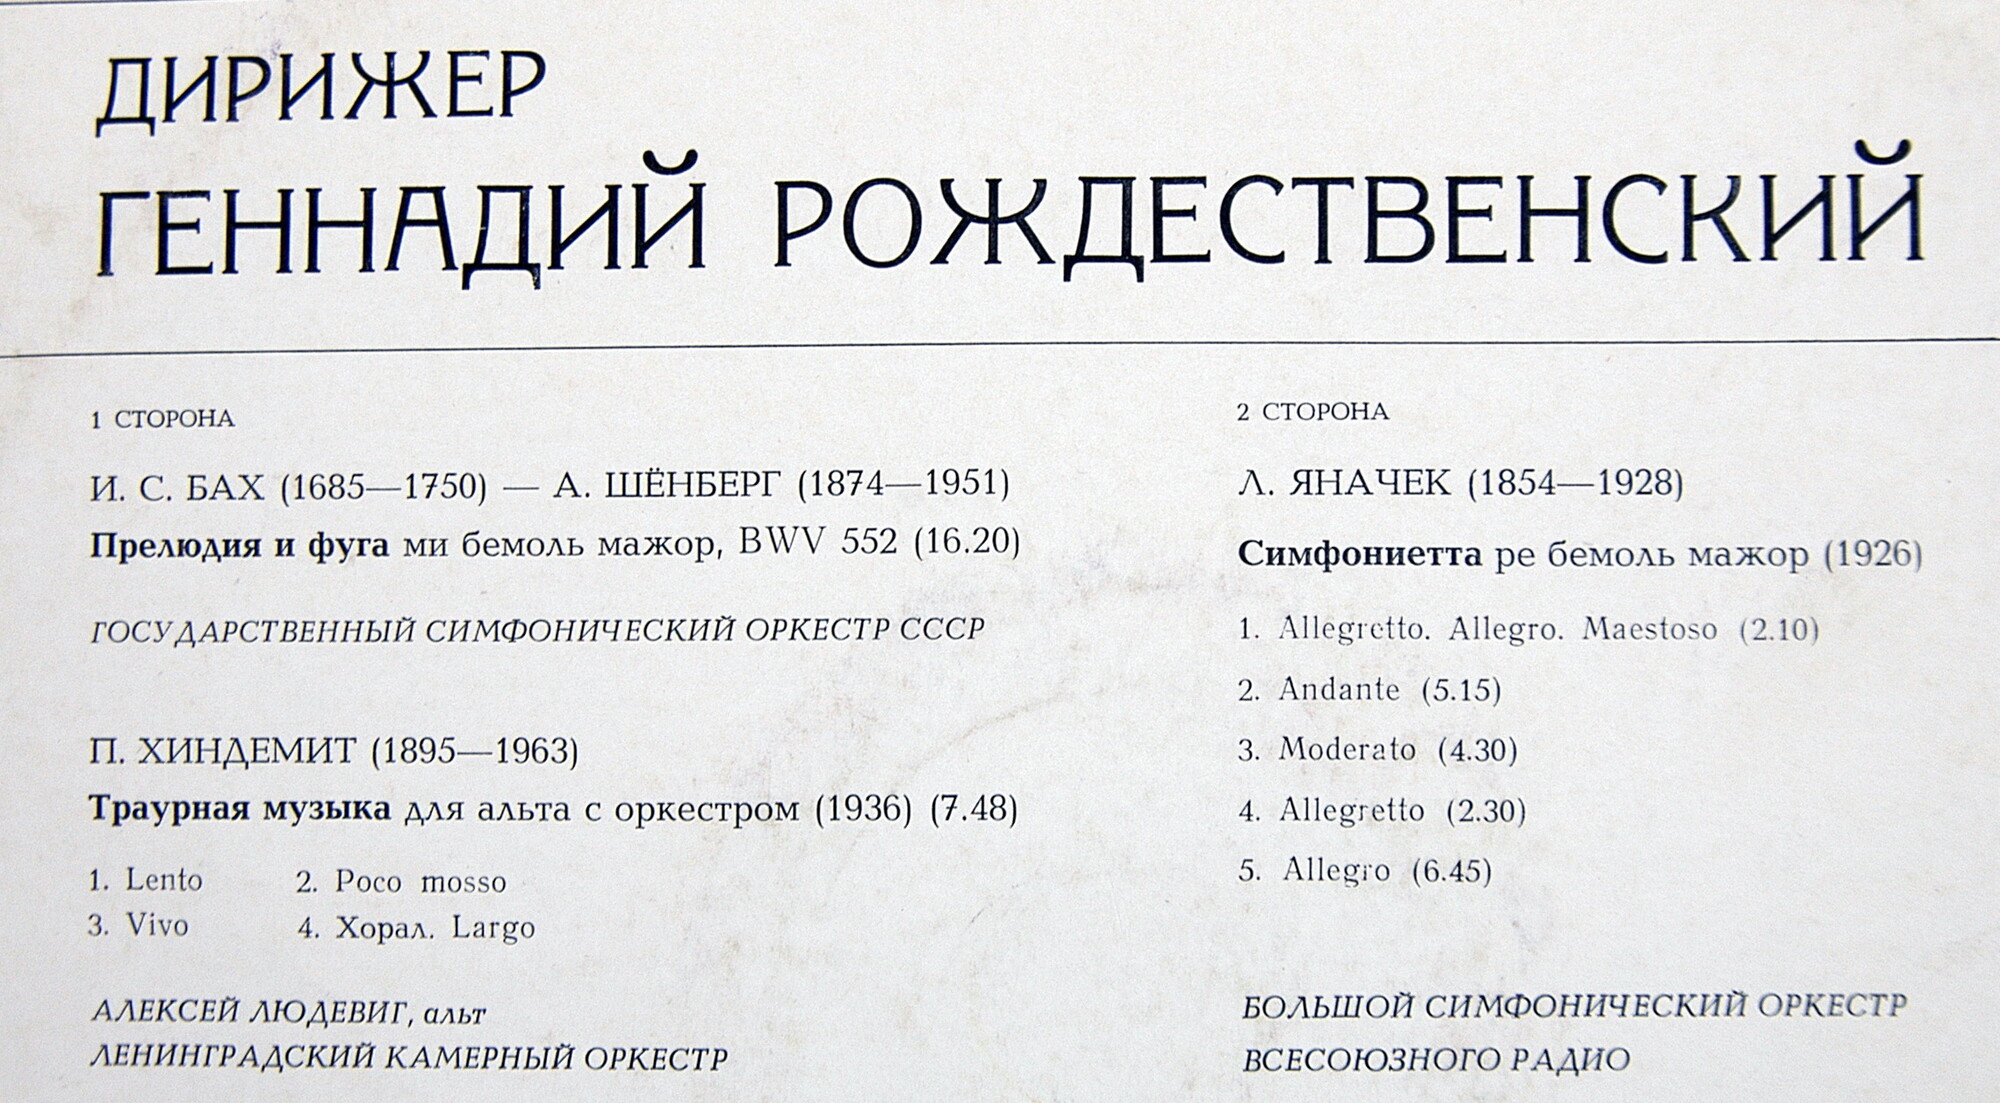 ДИРИЖЕР
ГЕННАДИЙ РОЖДЕСТВЕНСКИЙ
1 СТОРОНА
И. С. БАХ (1685—1750) — А. ШЁНБЕРГ (1874—1951)
Прелюдия и фуга ми бемоль мажор, BWV 552 (16.20)
ГОСУДАРСТВЕННЫЙ СИМФОНИЧЕСКИЙ ОРКЕСТР СССР
П. ХИНДЕМИТ (1895—1963)
Траурная музыка для альта с оркестром (1936) (7.48)
1. Lento 2. Poco mosso
3. Vivo 4. Хорал. Largo
АЛЕКСЕЙ ЛЮДЕВИГ, альт
ЛЕНИНГРАДСКИЙ КАМЕРНЫЙ ОРКЕСТР
2 СТОРОНА
Л. ЯНАЧЕК (1854—1928)
Симфониетта ре бемоль мажор (1926)
1. Allegretto. Allegro. Maestoso (2.10)
2. Andante (5.15)
3. Moderato (4.30)
4. Allegretto (2.30)
5. Allegro (6.45)
БОЛЬШОЙ СИМФОНИЧЕСКИЙ ОРКЕСТР
ВСЕСОЮЗНОГО РАДИО